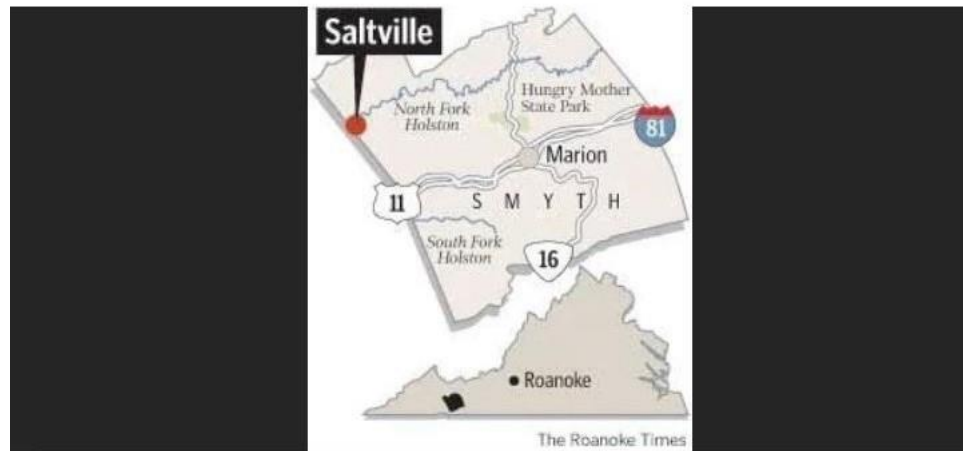 Saltville
North Fork
Holston
Hungry Mother
State Park
81
Marion
11
S M Y T H
South Fork
Holston
16
Roanoke
The Roanoke Times